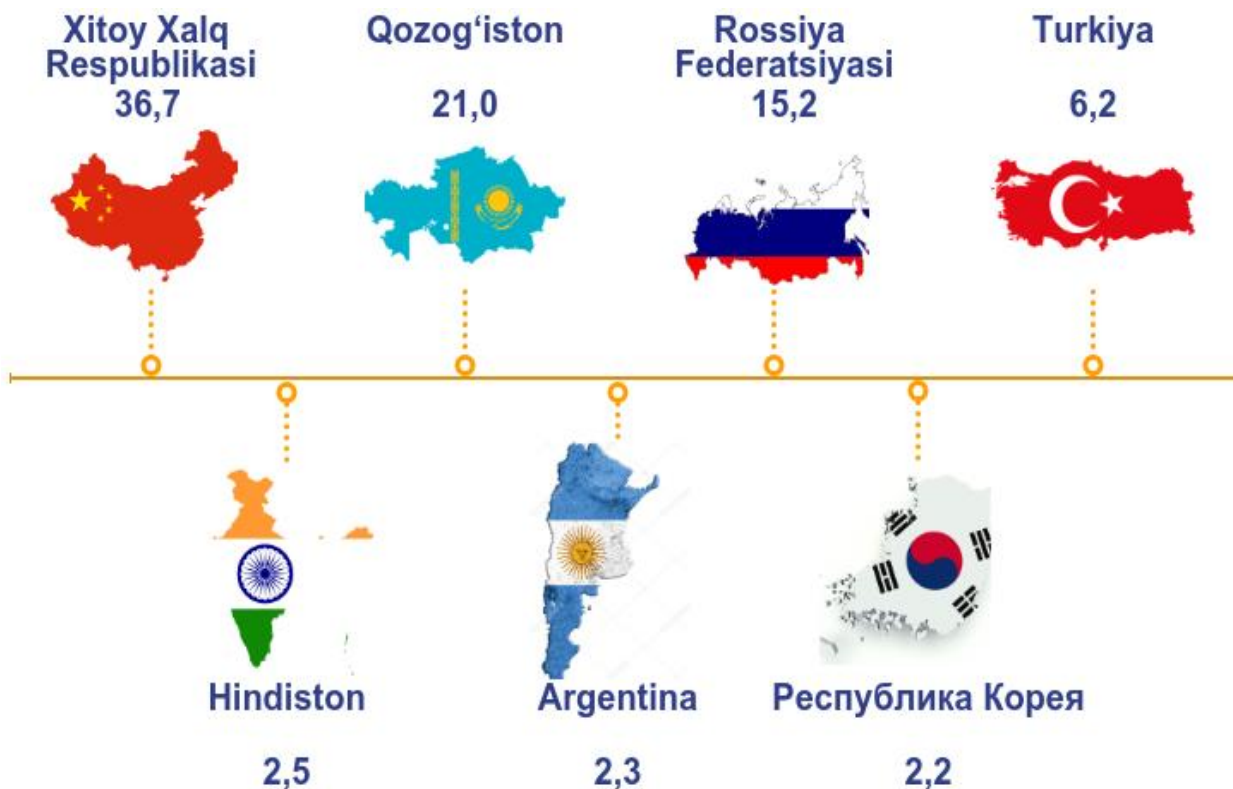 Xitoy Xalq
Respublikasi
36,7
Qozog‘iston
21,0
Rossiya
Federatsiyasi
15,2
Turkiya
6,2
Hindiston
2,5
Argentina
2,3
Республика Корея
2,2